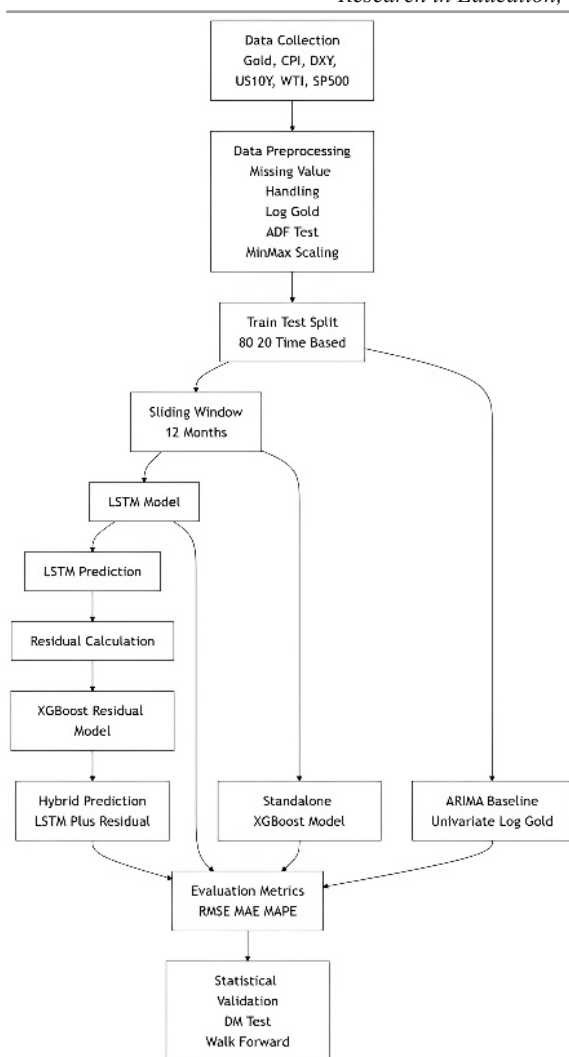 Research in Education,
Data Collection
Gold, CPI, DXY,
US10Y, WTI, SP500
Data Preprocessing
Missing Value
Handling
Log Gold
ADF Test
MinMax Scaling
Train Test Split
80 20 Time Based
Sliding Window
12 Months
LSTM Model
LSTM Prediction
Residual Calculation
XGBoost Residual
Model
Hybrid Prediction
LSTM Plus Residual
Standalone
XGBoost Model
ARIMA Baseline
Univariate Log Gold
Evaluation Metrics
RMSE MAE MAPE
Statistical
Validation
DM Test
Walk Forward